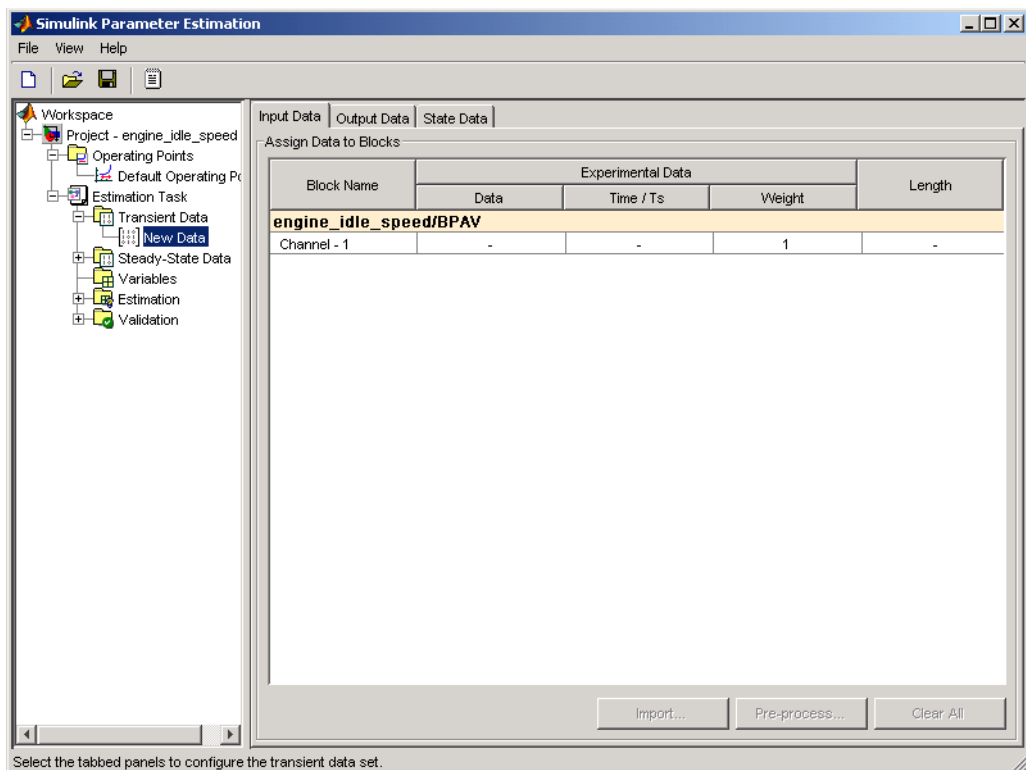 Simulink Parameter Estimation
File View Help
Workspace
Project - engine_idle_speed
Operating Points
Default Operating Po
Estimation Task
Transient Data
New Data
Steady-State Data
Variables
Estimation
Validation
Input Data Output Data State Data
Assign Data to Blocks
Block Name Experimental Data Length
Data Time / Ts Weight
engine_idle_speed/BPAV
Channel - 1 - - 1 -
Import... Pre-process... Clear All
Select the tabbed panels to configure the transient data set.